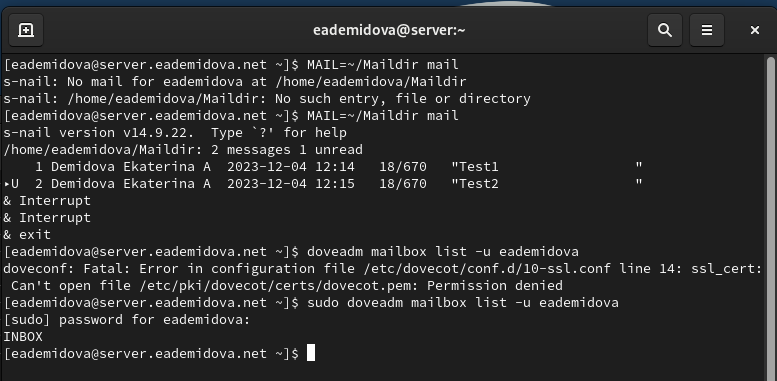 eademidova@server:~
[eademidova@server.eademidova.net ~]$ MAIL=~/Maildir mail
s-nail: No mail for eademidova at /home/eademidova/Maildir
s-nail: /home/eademidova/Maildir: No such entry, file or directory
[eademidova@server.eademidova.net ~]$ MAIL=~/Maildir mail
s-nail version v14.9.22.  Type `?' for help
/home/eademidova/Maildir: 2 messages 1 unread
    1 Demidova Ekaterina A  2023-12-04 12:14   18/670   "Test1                 "
▸U  2 Demidova Ekaterina A  2023-12-04 12:15   18/670   "Test2                 "
& Interrupt
& Interrupt
& exit
[eademidova@server.eademidova.net ~]$ doveadm mailbox list -u eademidova
doveconf: Fatal: Error in configuration file /etc/dovecot/conf.d/10-ssl.conf line 14: ssl_cert:
 Can't open file /etc/pki/dovecot/certs/dovecot.pem: Permission denied
[eademidova@server.eademidova.net ~]$ sudo doveadm mailbox list -u eademidova
[sudo] password for eademidova:
INBOX
[eademidova@server.eademidova.net ~]$